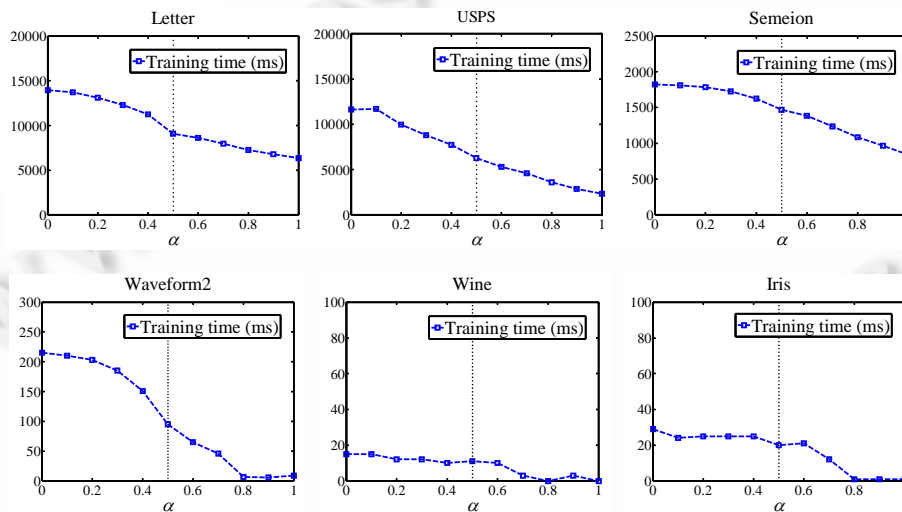 Letter
20000
15000
10000
5000
0
Training time (ms)
0 0.2 0.4 0.6 0.8 1
α
USPS
20000
15000
10000
5000
0
Training time (ms)
0 0.2 0.4 0.6 0.8 1
α
Semeion
2500
2000
1500
1000
500
0
Training time (ms)
0 0.2 0.4 0.6 0.8
α
Waveform2
300
250
200
150
100
50
0
Training time (ms)
0 0.2 0.4 0.6 0.8 1
α
Wine
100
80
60
40
20
0
Training time (ms)
0 0.2 0.4 0.6 0.8 1
α
Iris
100
80
60
40
20
0
Training time (ms)
0 0.2 0.4 0.6 0.8
α